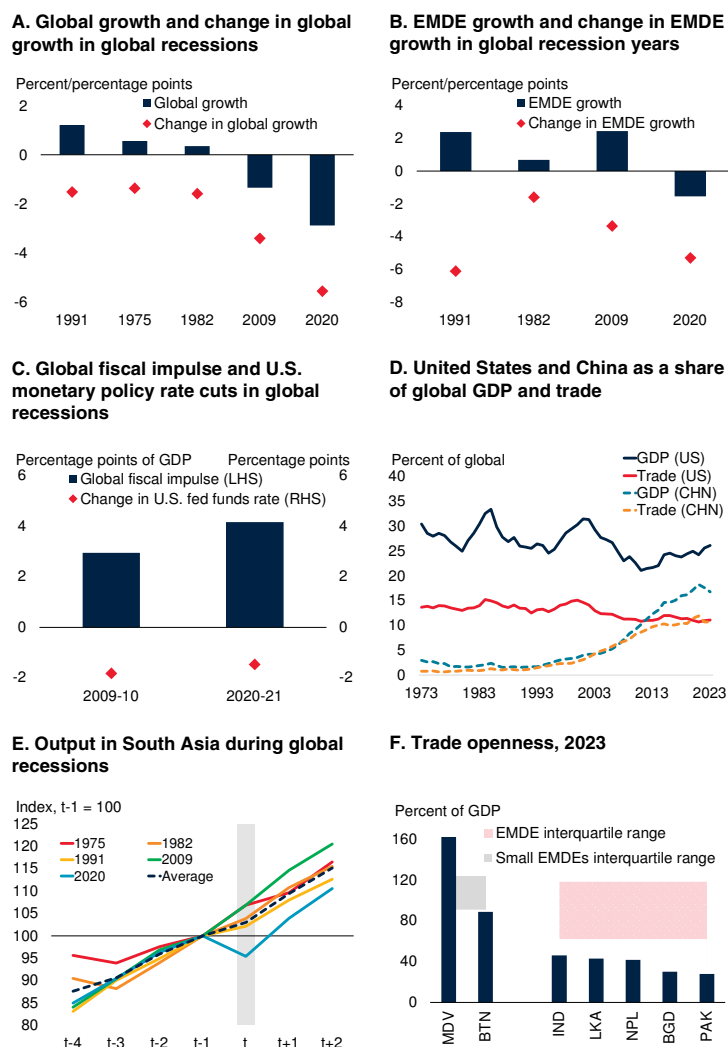 A. Global growth and change in global
growth in global recessions
Percent/percentage points
2
0
-2
-4
-6
Global growth
Change in global growth
1991 1975 1982 2009 2020
B. EMDE growth and change in EMDE
growth in global recession years
Percent/percentage points
4
2
0
-2
-4
-6
-8
EMDE growth
Change in EMDE growth
1991 1982 2009 2020
C. Global fiscal impulse and U.S.
monetary policy rate cuts in global
recessions
Percentage points of GDP Percentage points
6
4
2
0
-2
Global fiscal impulse (LHS)
Change in U.S. fed funds rate (RHS)
6
4
2
0
-2
2009-10 2020-21
D. United States and China as a share
of global GDP and trade
Percent of global
40
35
30
25
20
15
10
5
0
GDP (US)
Trade (US)
GDP (CHN)
Trade (CHN)
1973 1983 1993 2003 2013 2023
E. Output in South Asia during global
recessions
Index, t-1 = 100
125
120
115
110
105
100
95
90
85
80
1975 1982
1991 2009
2020 Average
t-4 t-3 t-2 t-1 t t+1 t+2
F. Trade openness, 2023
Percent of GDP
160
120
80
40
0
EMDE interquartile range
Small EMDEs interquartile range
MDV
BTN
IND
LKA
NPL
BGD
PAK